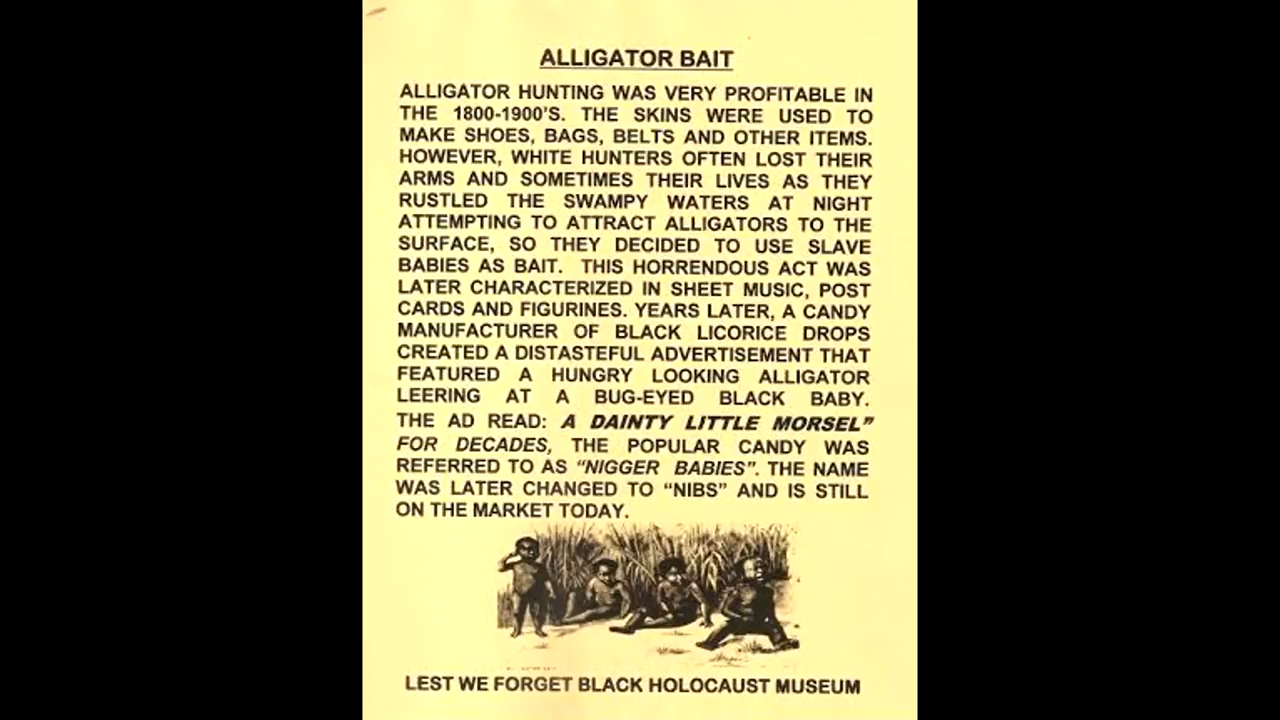 ALLIGATOR BAIT
ALLIGATOR HUNTING WAS VERY PROFITABLE IN
THE 1800-1900'S. THE SKINS WERE USED TO
MAKE SHOES, BAGS, BELTS AND OTHER ITEMS.
HOWEVER, WHITE HUNTERS OFTEN LOST THEIR
ARMS AND SOMETIMES THEIR LIVES AS THEY
RUSTLED THE SWAMPY WATERS AT NIGHT
ATTEMPTING TO ATTRACT ALLIGATORS TO THE
SURFACE, SO THEY DECIDED TO USE SLAVE
BABIES AS BAIT. THIS HORRENDOUS ACT WAS
LATER CHARACTERIZED IN SHEET MUSIC, POST
CARDS AND FIGURINES. YEARS LATER, A CANDY
MANUFACTURER OF BLACK LICORICE DROPS
CREATED A DISTASTEFUL ADVERTISEMENT THAT
FEATURED A HUNGRY LOOKING ALLIGATOR
LEERING AT A BUG-EYED BLACK BABY.
THE AD READ: A DAINTY LITTLE MORSEL”
FOR DECADES, THE POPULAR CANDY WAS
REFERRED TO AS “NIGGER BABIES”. THE NAME
WAS LATER CHANGED TO “NIBS” AND IS STILL
ON THE MARKET TODAY.
LEST WE FORGET BLACK HOLOCAUST MUSEUM